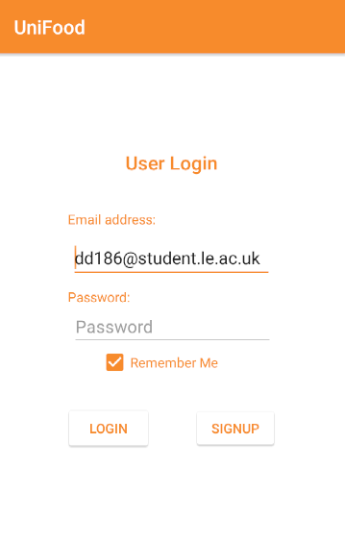 UniFood
User Login
Email address:
dd186@student.le.ac.uk
Password:
Password
Remember Me
LOGIN SIGNUP